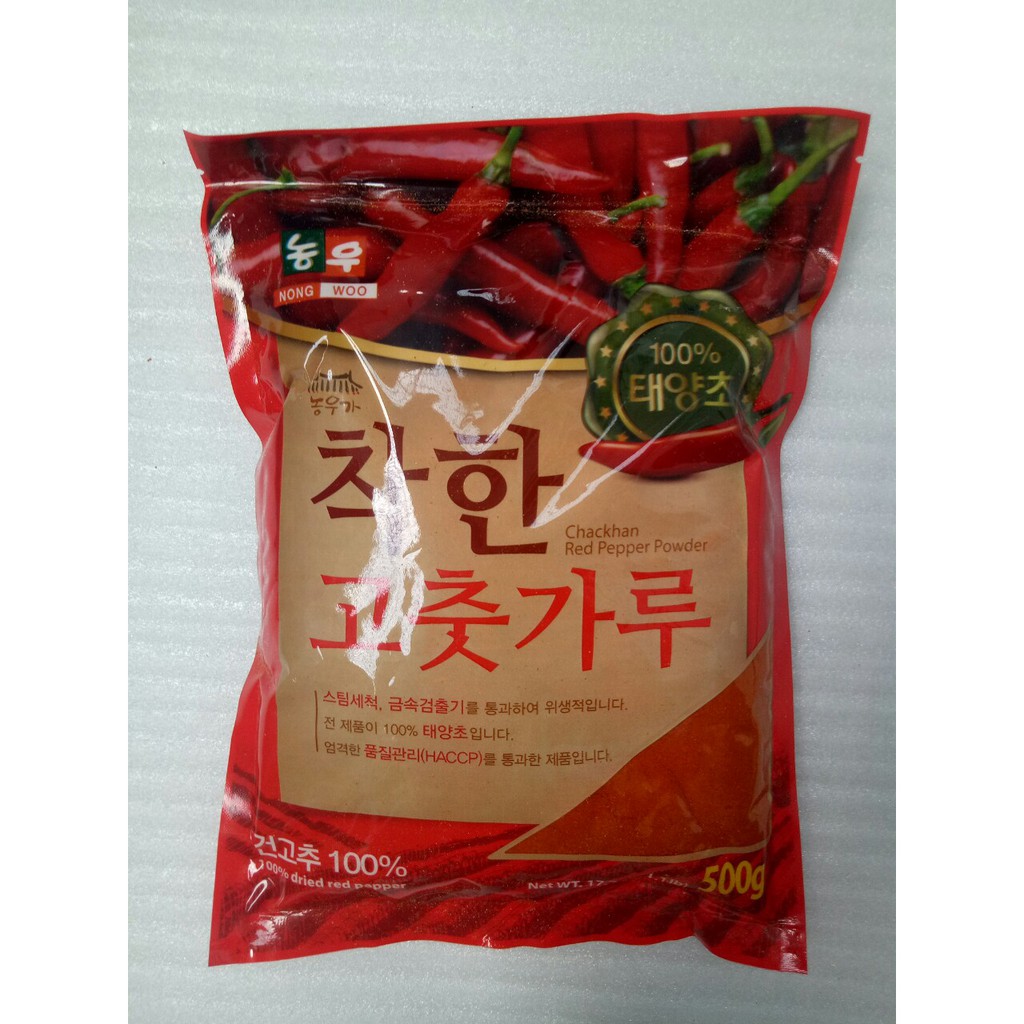 농우
NONG WOO
100%
태양초
농우가
착한
Chackhan
Red Pepper Powder
고춧가루
스팀세척, 금속검출기를 통과하여 위생적입니다.
전 제품이 100% 태양초입니다.
엄격한 품질관리(HACCP)를 통과한 제품입니다.
건고추 100%
100% dried red pepper
Net WT. 500g